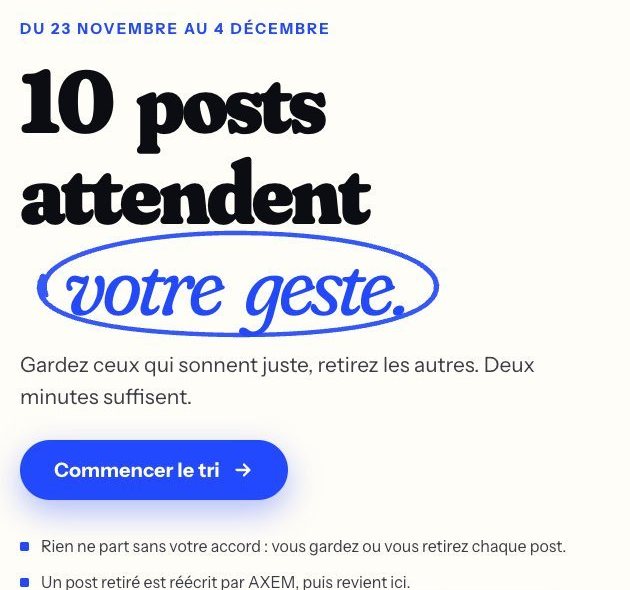 DU 23 NOVEMBRE AU 4 DÉCEMBRE
10 posts
attendent
votre geste.
Gardez ceux qui sonnent juste, retirez les autres. Deux
minutes suffisent.
Commencer le tri →
Rien ne part sans votre accord : vous gardez ou vous retirez chaque post.
Un post retiré est réécrit par AXEM, puis revient ici.